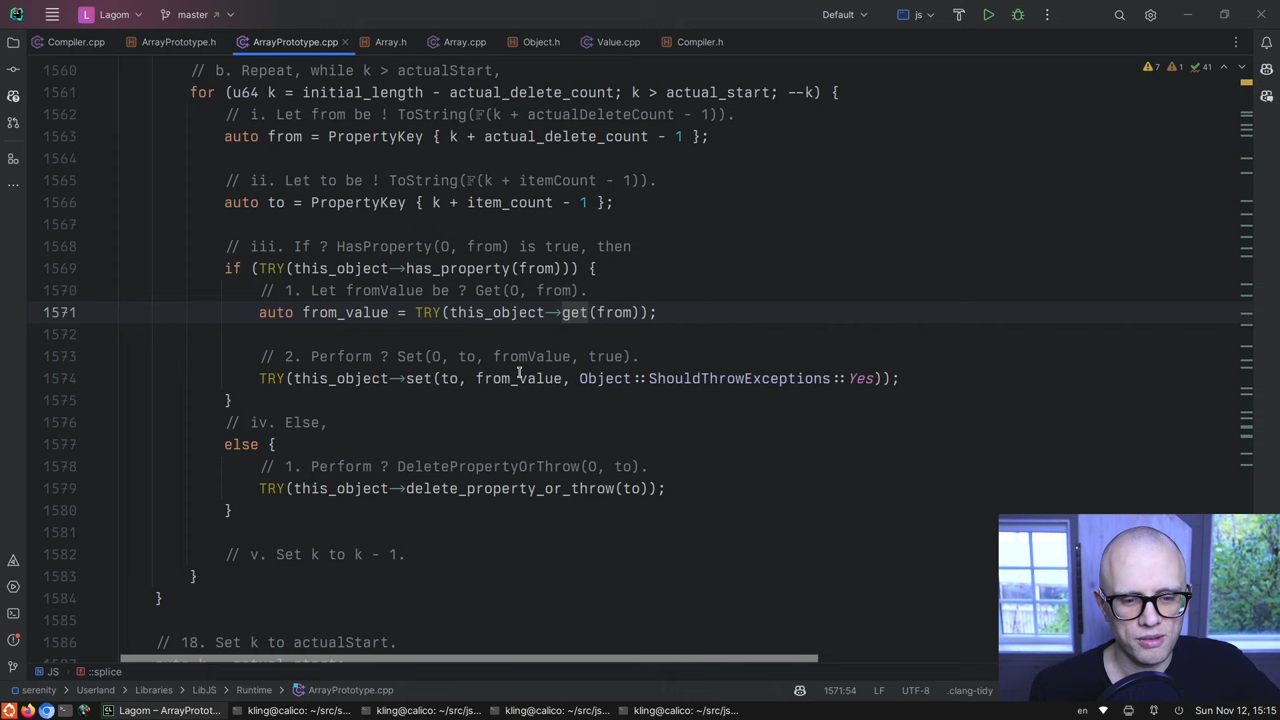 L Lagom master Default js
Compiler.cpp ArrayPrototype.h ArrayPrototype.cpp Array.h Array.cpp Object.h Value.cpp Compiler.h
7 1 41
1560 // b. Repeat, while k > actualStart,
1561 for (u64 k = initial_length - actual_delete_count; k > actual_start; --k) {
1562 // i. Let from be ! ToString(𝔽(k + actualDeleteCount - 1)).
1563 auto from = PropertyKey { k + actual_delete_count - 1 };
1564
1565 // ii. Let to be ! ToString(𝔽(k + itemCount - 1)).
1566 auto to = PropertyKey { k + item_count - 1 };
1567
1568 // iii. If ? HasProperty(O, from) is true, then
1569 if (TRY(this_object->has_property(from))) {
1570 // 1. Let fromValue be ? Get(O, from).
1571 auto from_value = TRY(this_object->get(from));
1572
1573 // 2. Perform ? Set(O, to, fromValue, true).
1574 TRY(this_object->set(to, from_value, Object::ShouldThrowExceptions::Yes));
1575 }
1576 // iv. Else,
1577 else {
1578 // 1. Perform ? DeletePropertyOrThrow(O, to).
1579 TRY(this_object->delete_property_or_throw(to));
1580 }
1581
1582 // v. Set k to k - 1.
1583 }
1584 }
1585
1586 // 18. Set k to actualStart.
JS ::splice
serenity Userland Libraries LibJS Runtime ArrayPrototype.cpp 1571:54 LF UTF-8 .clang-tidy
Lagom – ArrayPrototyp... kling@calico: ~/src/s... kling@calico: ~/src/js... kling@calico: ~/src/js... kling@calico: ~/src/js... en Sun Nov 12, 15:15